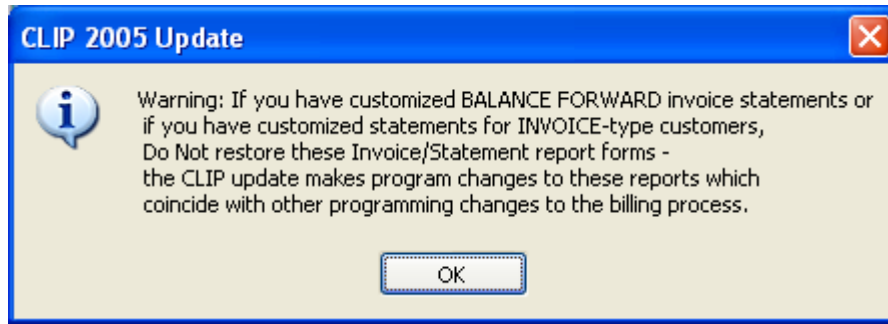 CLIP 2005 Update
Warning: If you have customized BALANCE FORWARD invoice statements or
if you have customized statements for INVOICE-type customers,
Do Not restore these Invoice/Statement report forms -
the CLIP update makes program changes to these reports which
coincide with other programming changes to the billing process.
OK